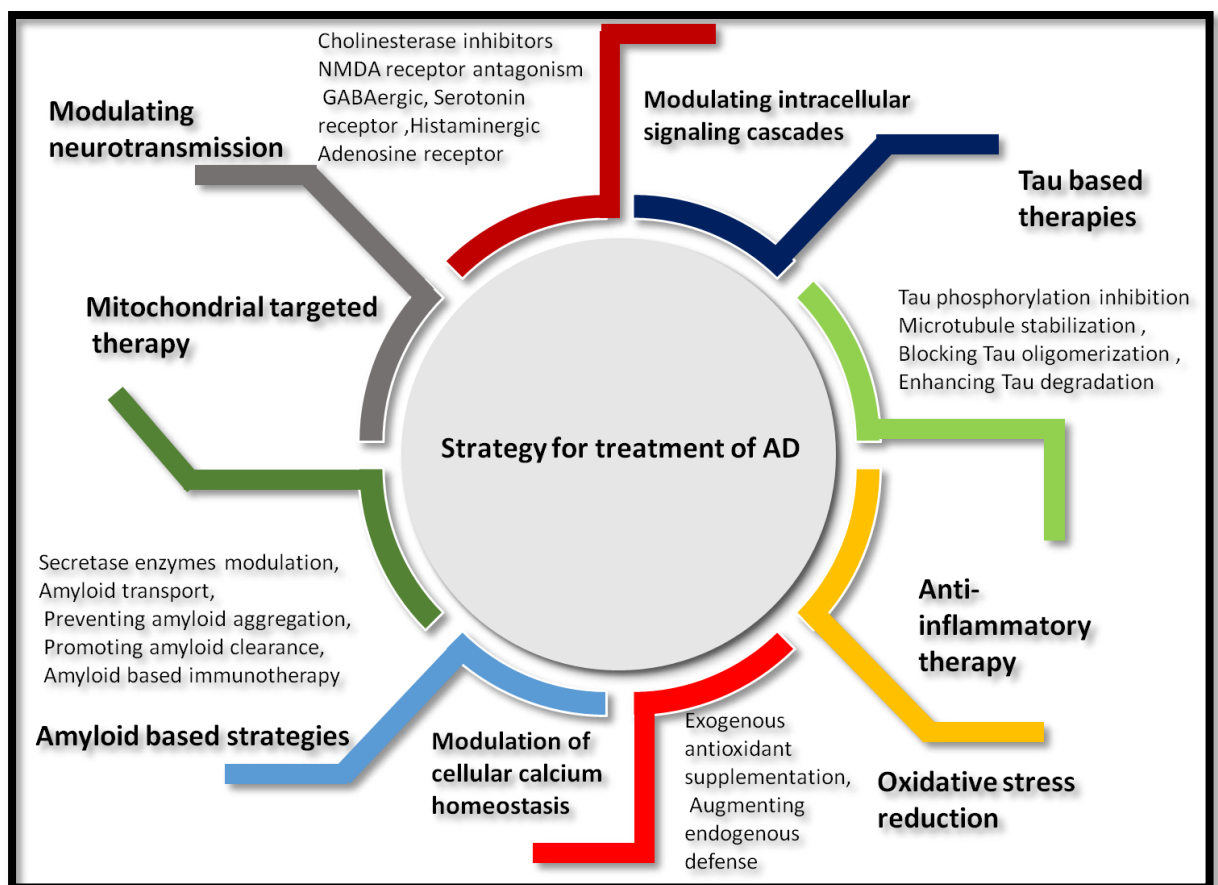 Cholinesterase inhibitors
NMDA receptor antagonism
GABAergic, Serotonin
receptor ,Histaminergic
Adenosine receptor
Modulating
neurotransmission
Modulating intracellular
signaling cascades
Tau based
therapies
Tau phosphorylation inhibition
Microtubule stabilization ,
Blocking Tau oligomerization ,
Enhancing Tau degradation
Mitochondrial targeted
therapy
Strategy for treatment of AD
Secretase enzymes modulation,
Amyloid transport,
Preventing amyloid aggregation,
Promoting amyloid clearance,
Amyloid based immunotherapy
Amyloid based strategies
Modulation of
cellular calcium
homeostasis
Exogenous
antioxidant
supplementation,
Augmenting
endogenous
defense
Anti-
inflammatory
therapy
Oxidative stress
reduction